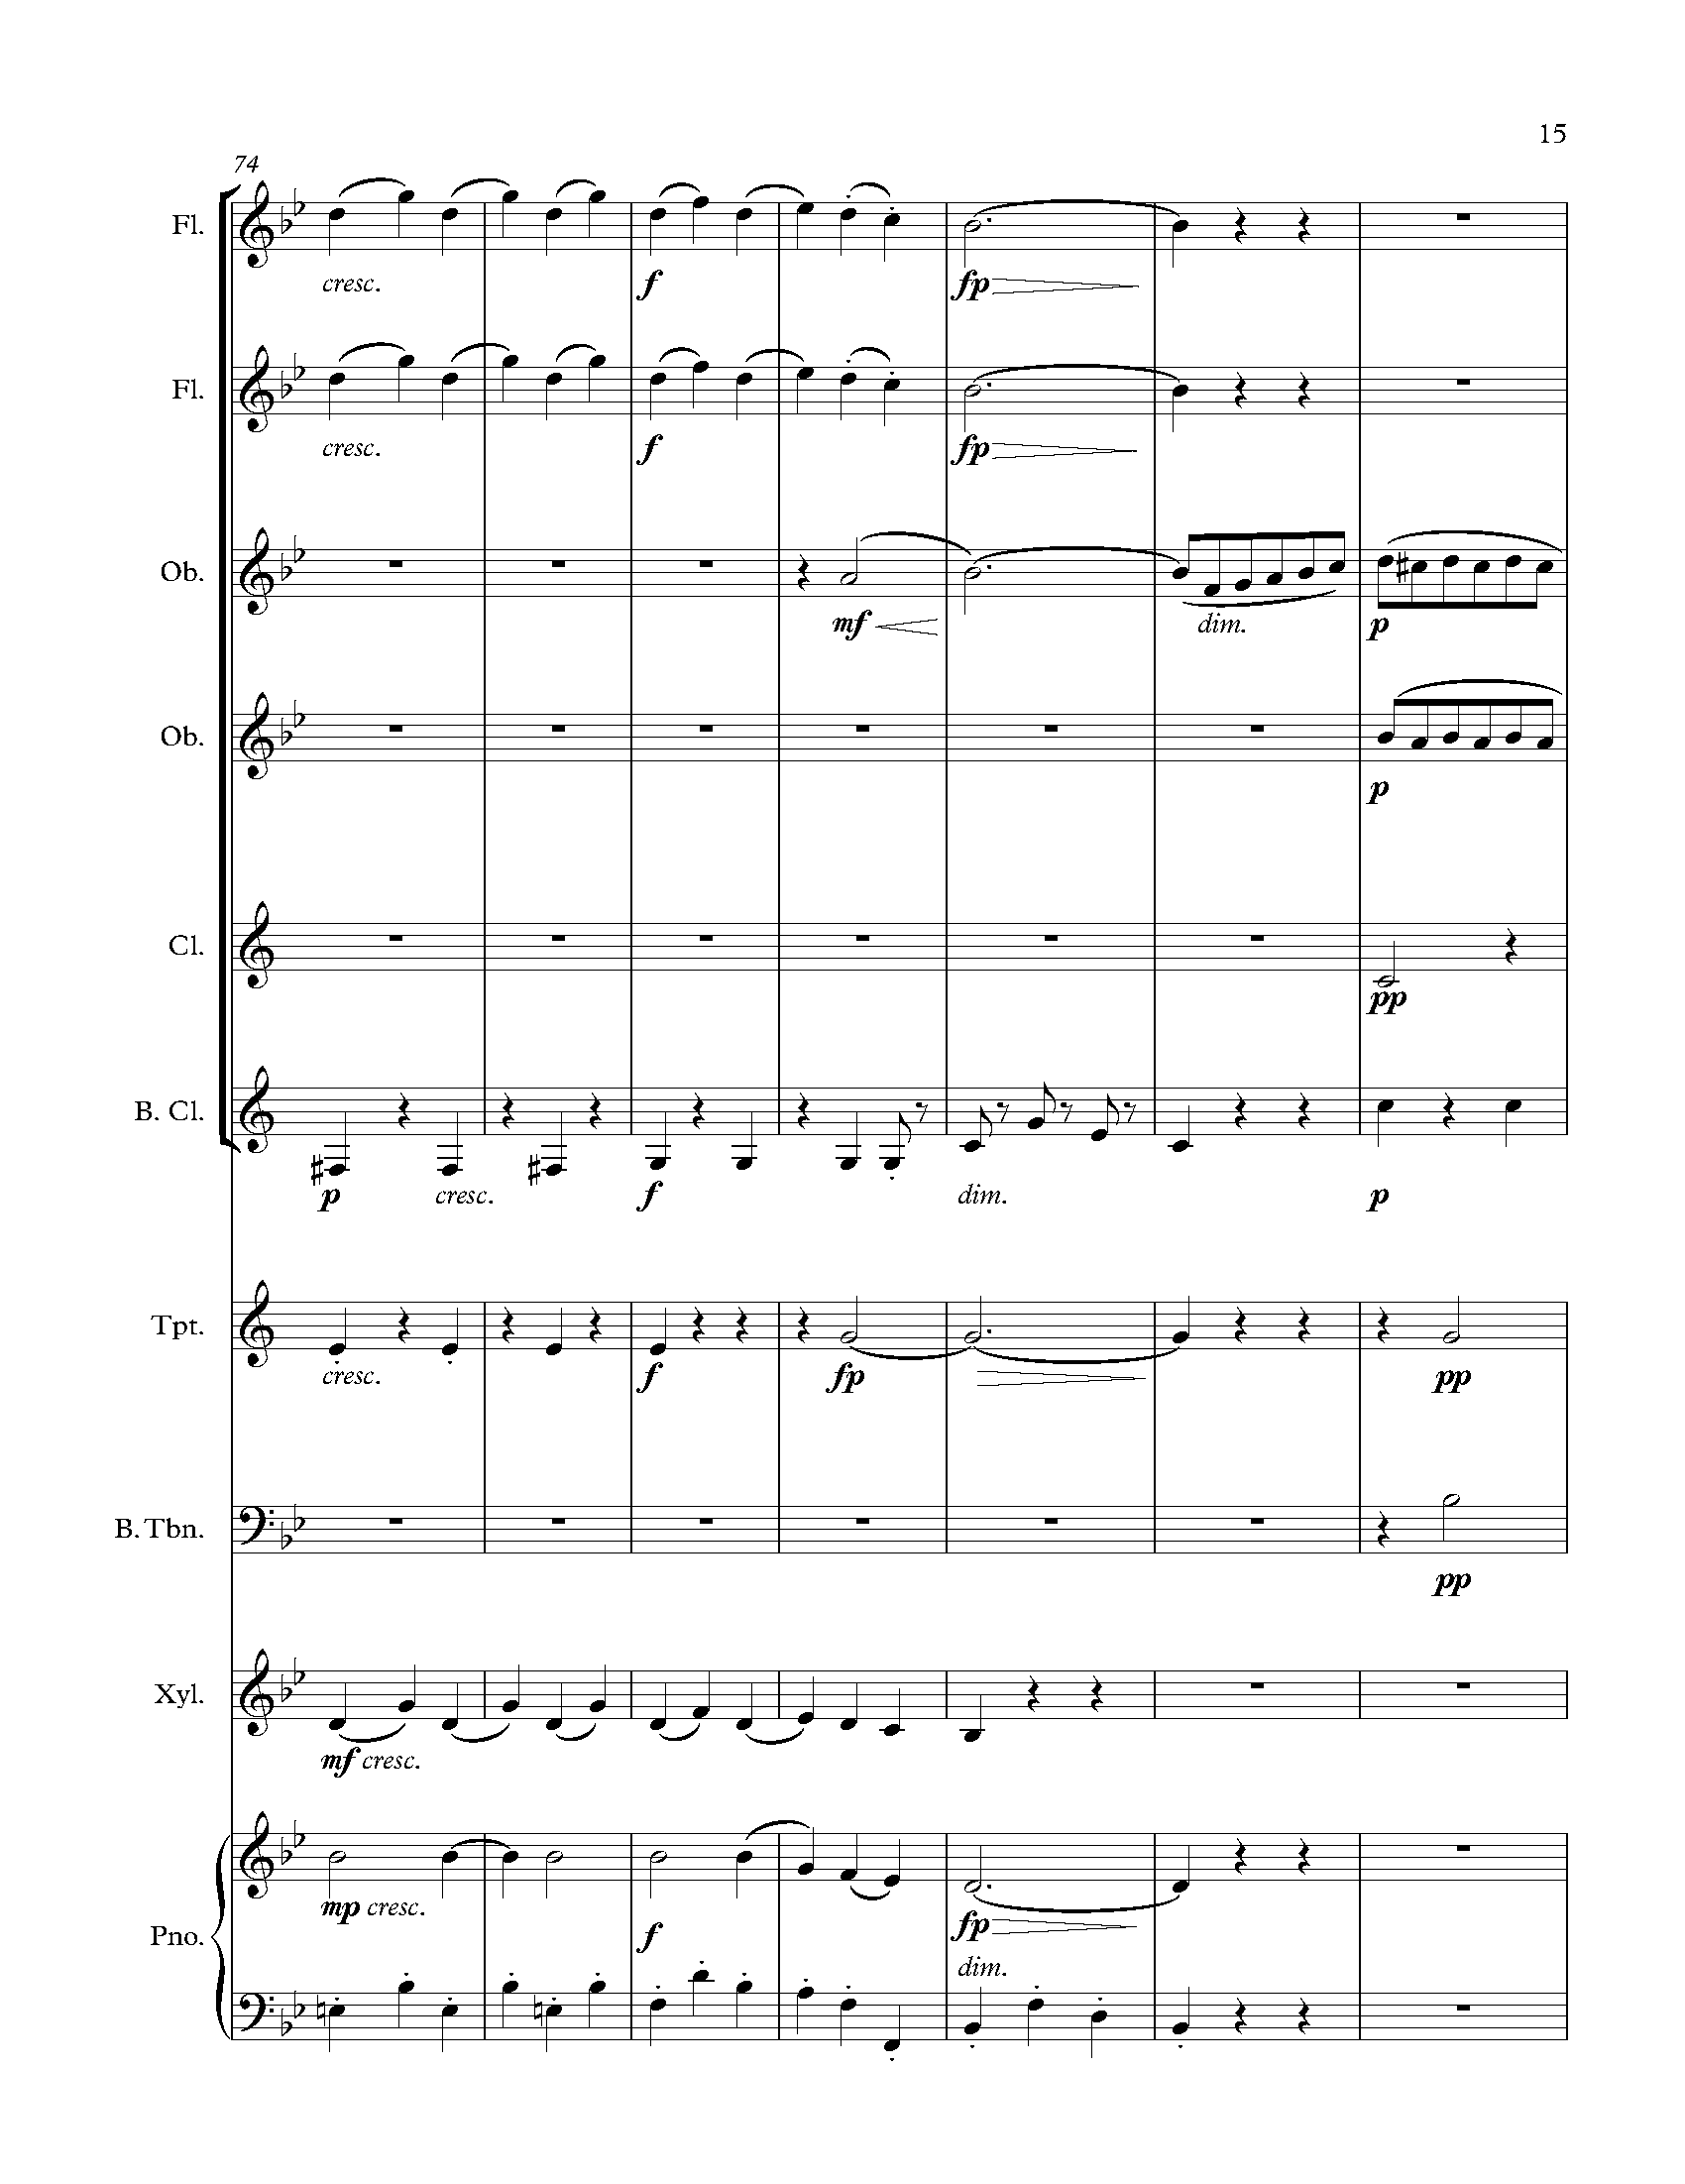 15
74
Fl.
cresc.
f
fp
Fl.
cresc.
f
fp
Ob.
mf
dim.
p
Ob.
p
Cl.
pp
B. Cl.
p
cresc.
f
dim.
p
Tpt.
cresc.
f
fp
pp
B. Tbn.
pp
Xyl.
mf cresc.
Pno.
mp cresc.
f
fp
dim.